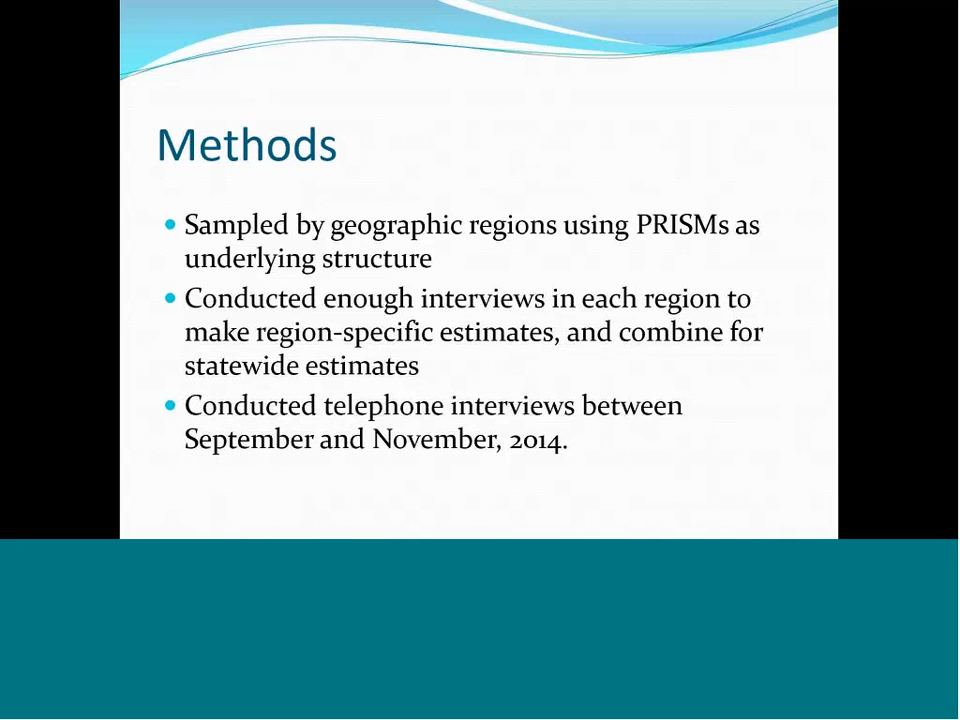 Methods
Sampled by geographic regions using PRISMs as
underlying structure
Conducted enough interviews in each region to
make region-specific estimates, and combine for
statewide estimates
Conducted telephone interviews between
September and November, 2014.